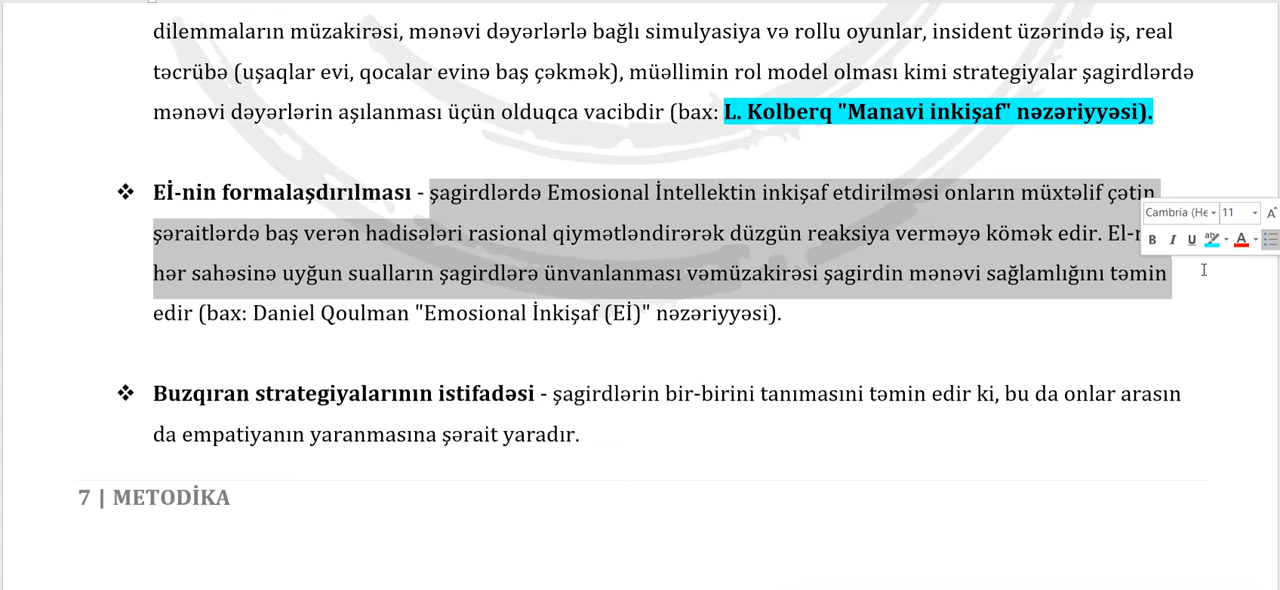 dilemmaların müzakirəsi, mənəvi dəyərlərlə bağlı simulyasiya və rollu oyunlar, insident üzərində iş, real
təcrübə (uşaqlar evi, qocalar evinə baş çəkmək), müəllimin rol model olması kimi strategiyalar şagirdlərdə
mənəvi dəyərlərin aşılanması üçün olduqca vacibdir (bax: L. Kolberq "Manavi inkişaf" nəzəriyyəsi).
❖ Eİ-nin formalaşdırılması - şagirdlərdə Emosional İntellektin inkişaf etdirilməsi onların müxtəlif çətin
şəraitlərdə baş verən hadisələri rasional qiymətləndirərək düzgün reaksiya verməyə kömək edir.
hər sahəsinə uyğun sualların şagirdlərə ünvanlanması vəmüzakirəsi şagirdin mənəvi sağlamlığını təmin
edir (bax: Daniel Qoulman "Emosional İnkişaf (Eİ)" nəzəriyyəsi).
❖ Buzqıran strategiyalarının istifadəsi - şagirdlərin bir-birini tanımasını təmin edir ki, bu da onlar arasın
da empatiyanın yaranmasına şərait yaradır.
7 | METODİKA
Cambria (He 11 A
B I U ab A